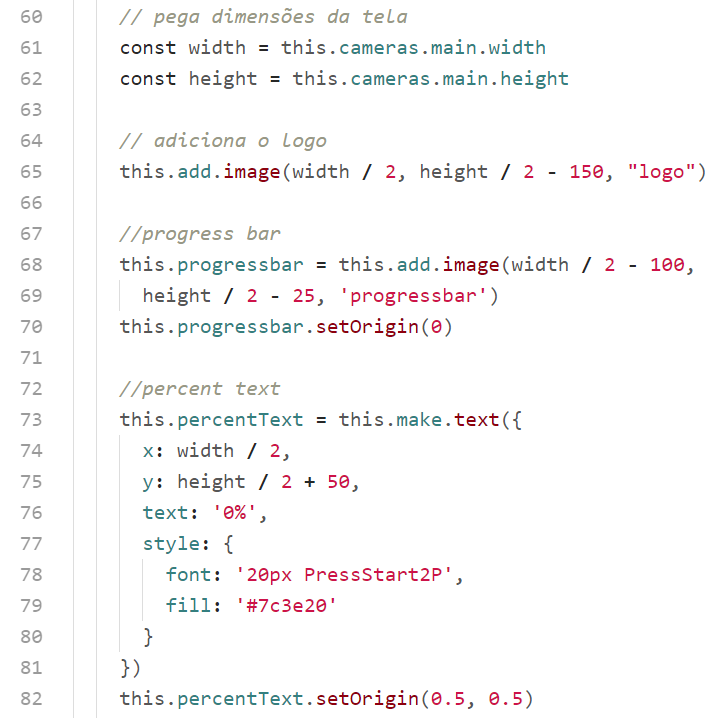 60 // pega dimensões da tela
61 const width = this.cameras.main.width
62 const height = this.cameras.main.height
63
64 // adiciona o logo
65 this.add.image(width / 2, height / 2 - 150, "logo")
66
67 //progress bar
68 this.progressbar = this.add.image(width / 2 - 100,
69 height / 2 - 25, 'progressbar')
70 this.progressbar.setOrigin(0)
71
72 //percent text
73 this.percentText = this.make.text({
74 x: width / 2,
75 y: height / 2 + 50,
76 text: '0%',
77 style: {
78 font: '20px PressStart2P',
79 fill: '#7c3e20'
80 }
81 })
82 this.percentText.setOrigin(0.5, 0.5)